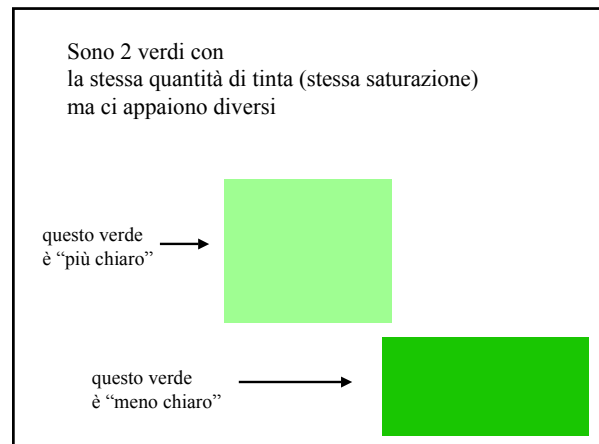 Sono 2 verdi con
la stessa quantità di tinta (stessa saturazione)
ma ci appaiono diversi
questo verde
è “più chiaro”
questo verde
è “meno chiaro”